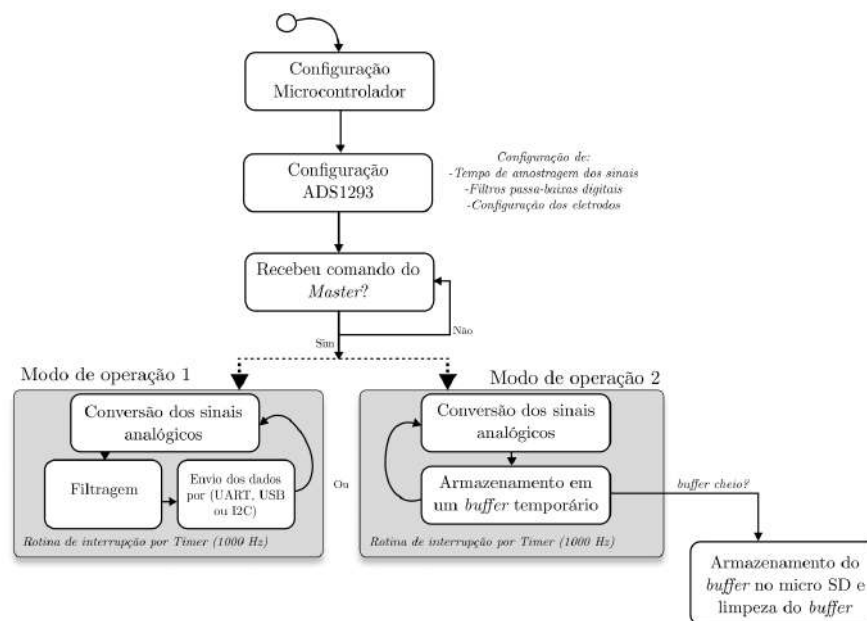 Configuração
Microcontrolador
Configuração
ADS1293
Configuração de:
-Tempo de amostragem dos sinais
-Filtros passa-baixas digitais
-Configuração dos eletrodos
Recebeu comando do
Master?
Não
Sim
Modo de operação 1
Conversão dos sinais
analógicos
Filtragem
Envio dos dados
por (UART, USB
ou I2C)
Rotina de interrupção por Timer (1000 Hz)
Ou
Modo de operação 2
Conversão dos sinais
analógicos
Armazenamento em
um buffer temporário
Rotina de interrupção por Timer (1000 Hz)
buffer cheio?
Armazenamento do
buffer no micro SD e
limpeza do buffer